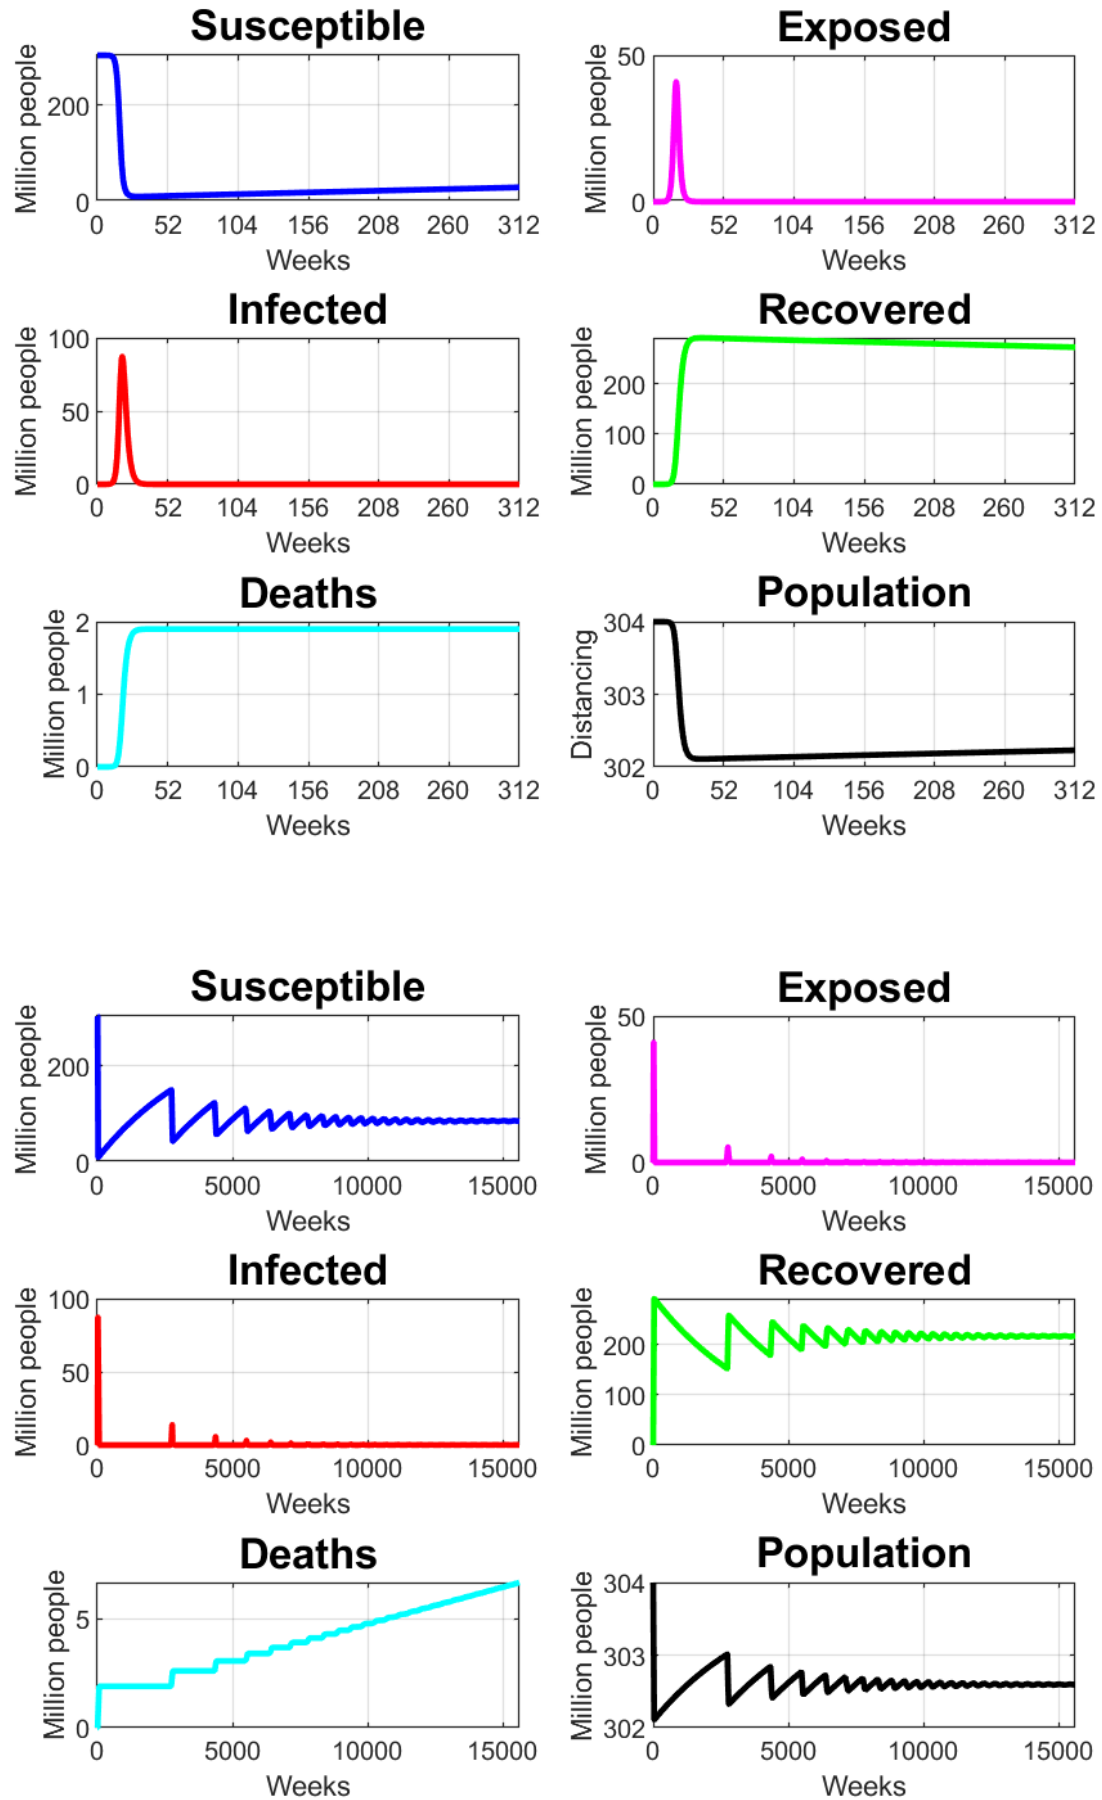 Susceptible
Million people
200
0
0 52 104 156 208 260 312
Weeks
Exposed
Million people
50
0
0 52 104 156 208 260 312
Weeks
Infected
Million people
100
50
0
0 52 104 156 208 260 312
Weeks
Recovered
Million people
200
100
0
0 52 104 156 208 260 312
Weeks
Deaths
Million people
2
1
0
0 52 104 156 208 260 312
Weeks
Population
Distancing
304
303
302
0 52 104 156 208 260 312
Weeks
Susceptible
Million people
200
0
0 5000 10000 15000
Weeks
Exposed
Million people
50
0
0 5000 10000 15000
Weeks
Infected
Million people
100
50
0
0 5000 10000 15000
Weeks
Recovered
Million people
200
100
0
0 5000 10000 15000
Weeks
Deaths
Million people
5
0
0 5000 10000 15000
Weeks
Population
Million people
304
303
302
0 5000 10000 15000
Weeks